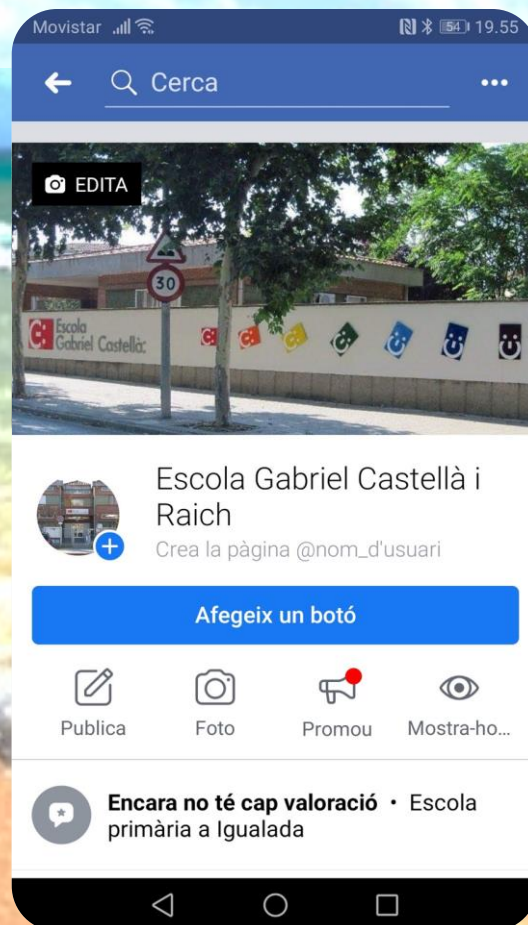 Movistar 54 19.55
Cerca
EDITA
30
Escola
Gabriel Castellà:
Escola Gabriel Castellà i
Raich
Crea la pàgina @nom_d'usuari
Afegeix un botó
Publica Foto Promou Mostra-ho...
Encara no té cap valoració • Escola
primària a Igualada